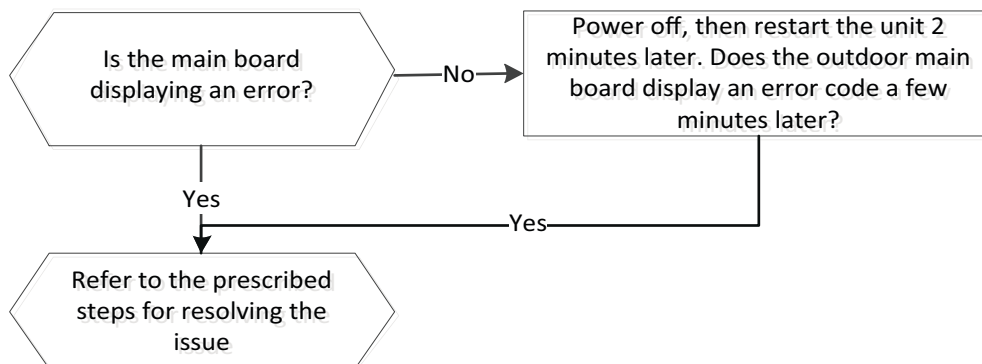 Is the main board
displaying an error?
No
Power off, then restart the unit 2
minutes later. Does the outdoor main
board display an error code a few
minutes later?
Yes
Yes
Refer to the prescribed
steps for resolving the
issue